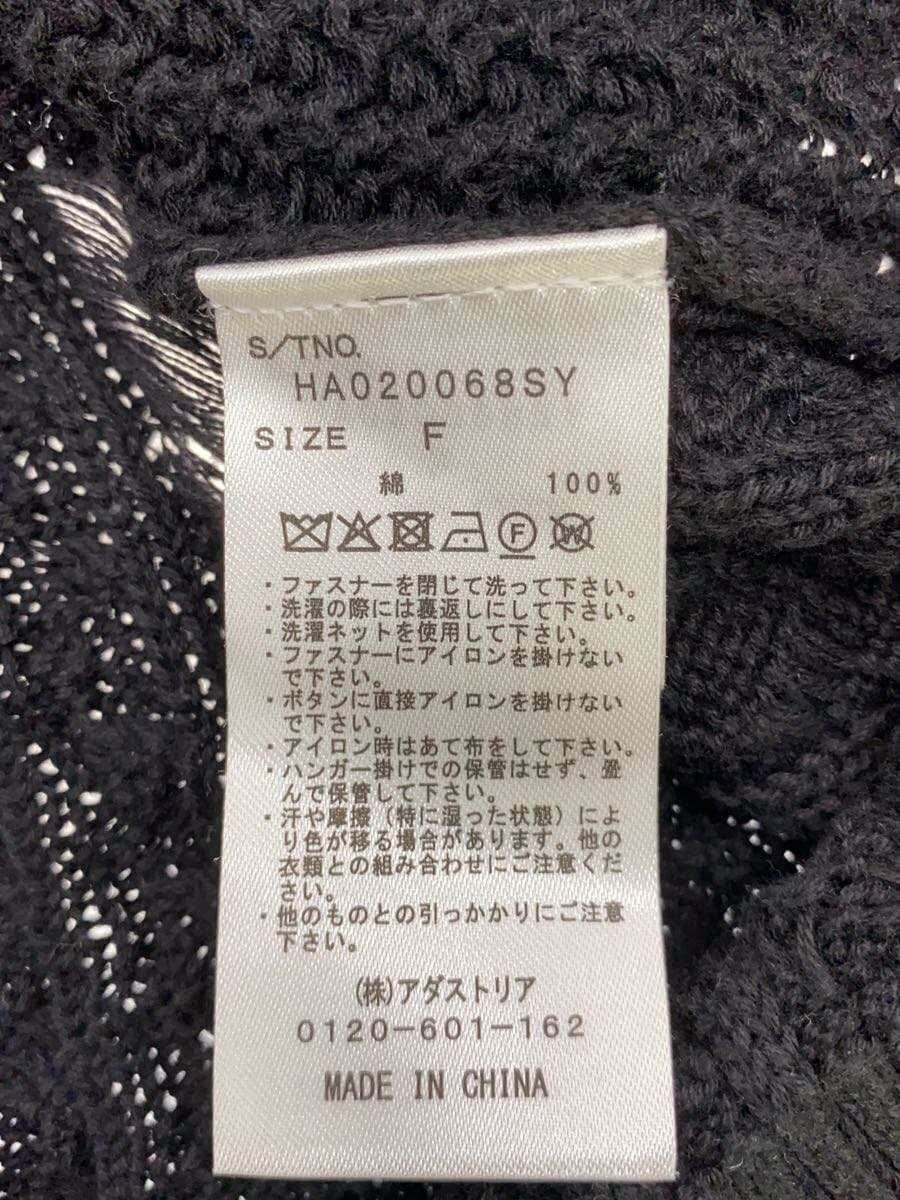 S/TNO.
HA020068SY
SIZE F
綿 100%
F W
・ファスナーを閉じて洗って下さい。
・洗濯の際には裏返しにして下さい。
・洗濯ネットを使用して下さい。
・ファスナーにアイロンを掛けない
で下さい。
・ボタンに直接アイロンを掛けない
で下さい。
・アイロン時はあて布をして下さい。
・ハンガー掛けでの保管はせず、畳
んで保管して下さい。
・汗や摩擦（特に湿った状態）によ
り色が移る場合があります。他の
衣類との組み合わせにご注意くだ
さい。
・他のものとの引っかかりにご注意
下さい。
(株)アダストリア
0120-601-162
MADE IN CHINA